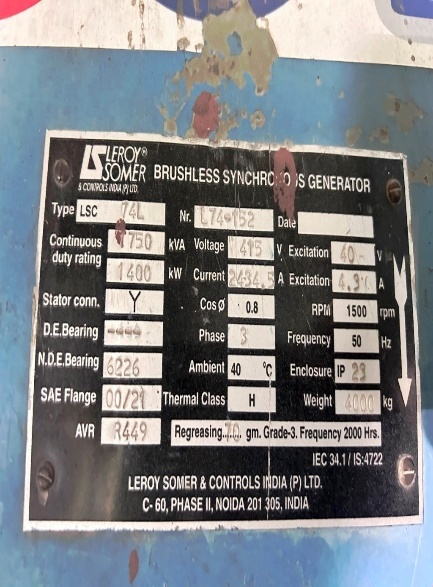 LEROY®
SOMER
& CONTROLS INDIA (P) LTD.
BRUSHLESS SYNCHRONOUS GENERATOR
Type LSC 74L Nr. L74-152 Date
Continuous duty rating 1750 kVA Voltage 415 V Excitation 40- V
1400 kW Current 2434.5 A Excitation 4.3 A
Stator conn. Y Cos Ø 0.8 RPM 1500 rpm
D.E.Bearing ---- Phase 3 Frequency 50 Hz
N.D.E.Bearing 6226 Ambient 40 °C Enclosure IP 23
SAE Flange 00/21 Thermal Class H Weight 4000 kg
AVR R449 Regreasing..70 gm. Grade-3. Frequency 2000 Hrs.
IEC 34.1 / IS:4722
LEROY SOMER & CONTROLS INDIA (P) LTD.
C- 60, PHASE II, NOIDA 201 305, INDIA